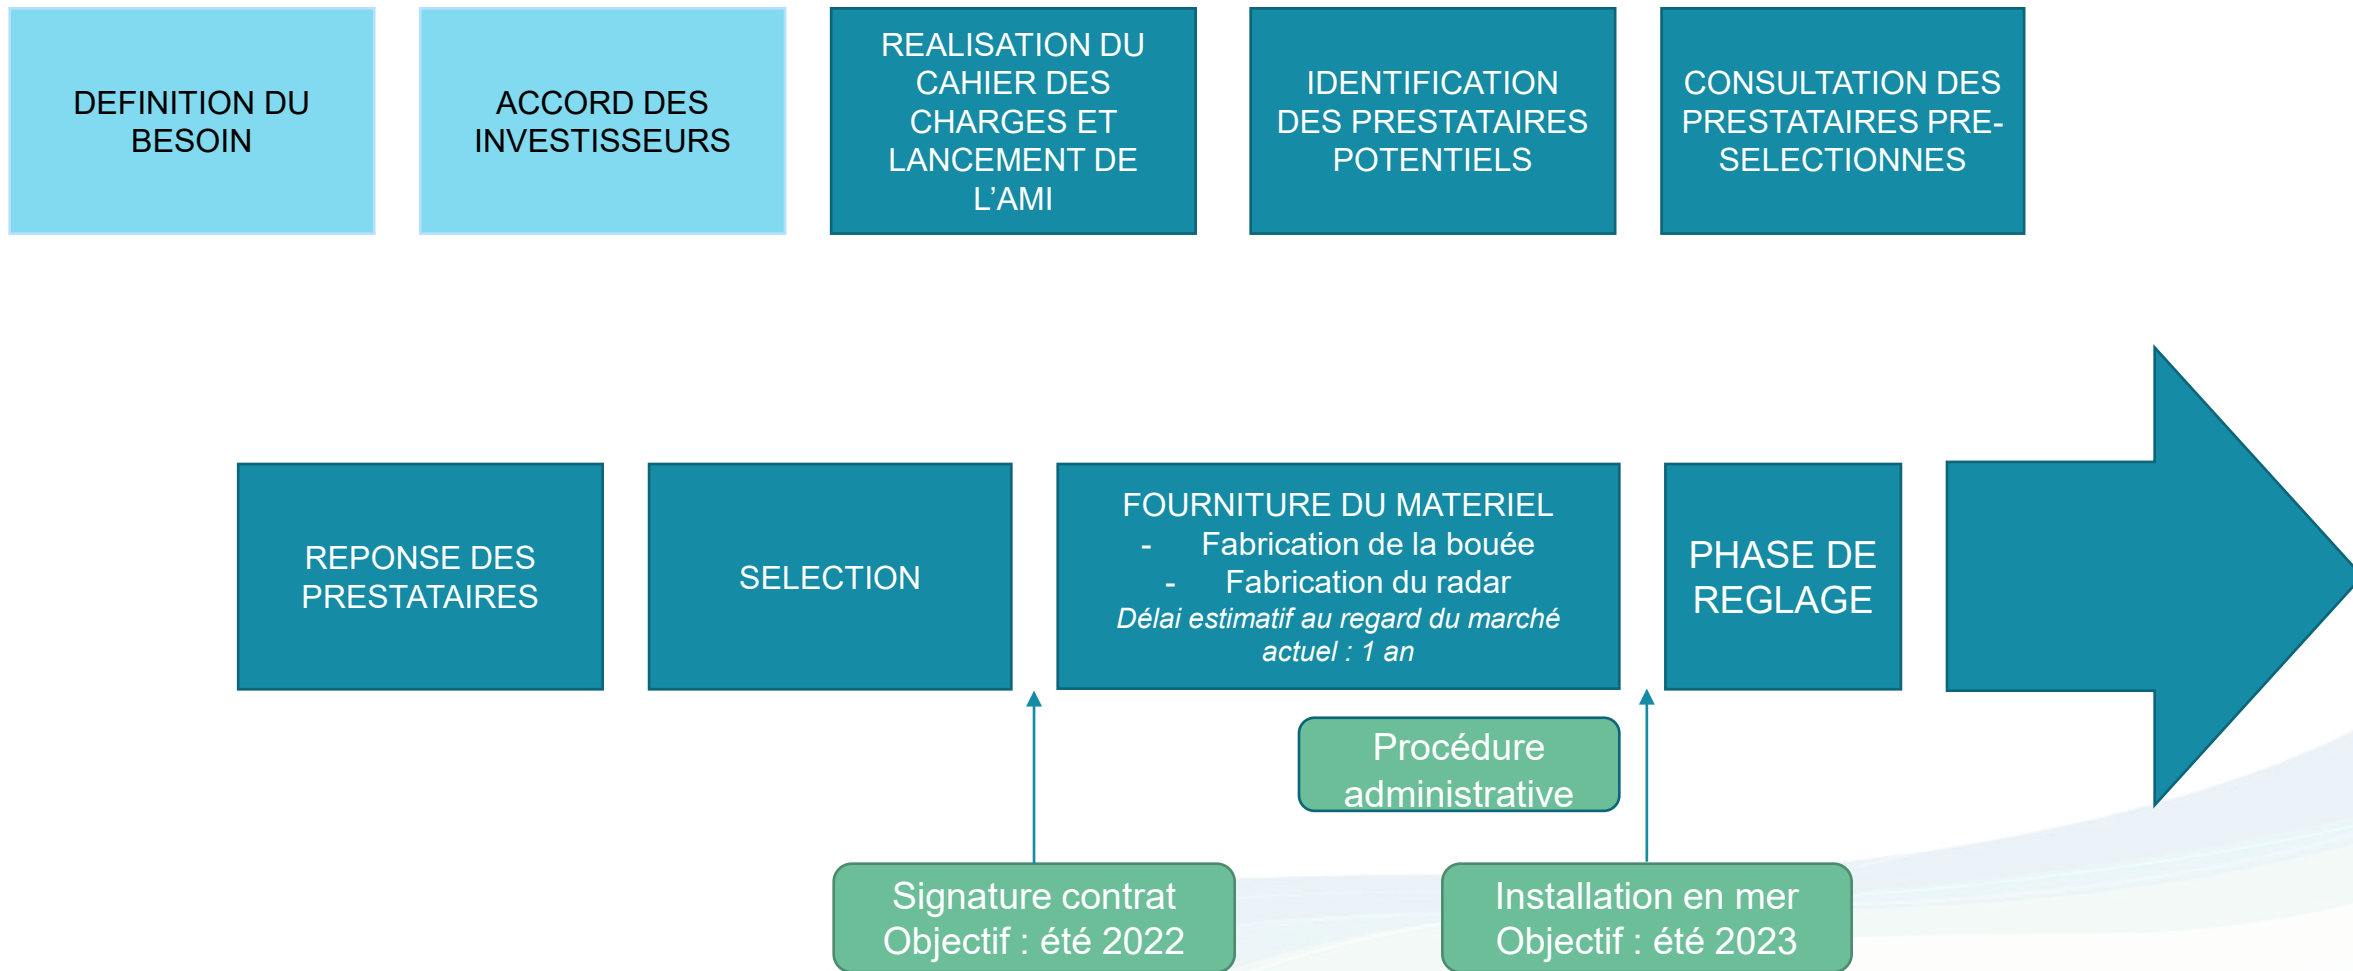 DEFINITION DU
BESOIN
ACCORD DES
INVESTISSEURS
REALISATION DU
CAHIER DES
CHARGES ET
LANCEMENT DE
L’AMI
IDENTIFICATION
DES PRESTATAIRES
POTENTIELS
CONSULTATION DES
PRESTATAIRES PRE-
SELECTIONNES
REPONSE DES
PRESTATAIRES
SELECTION
FOURNITURE DU MATERIEL
- Fabrication de la bouée
- Fabrication du radar
Délai estimatif au regard du marché
actuel : 1 an
PHASE DE
REGLAGE
Procédure
administrative
Signature contrat
Objectif : été 2022
Installation en mer
Objectif : été 2023